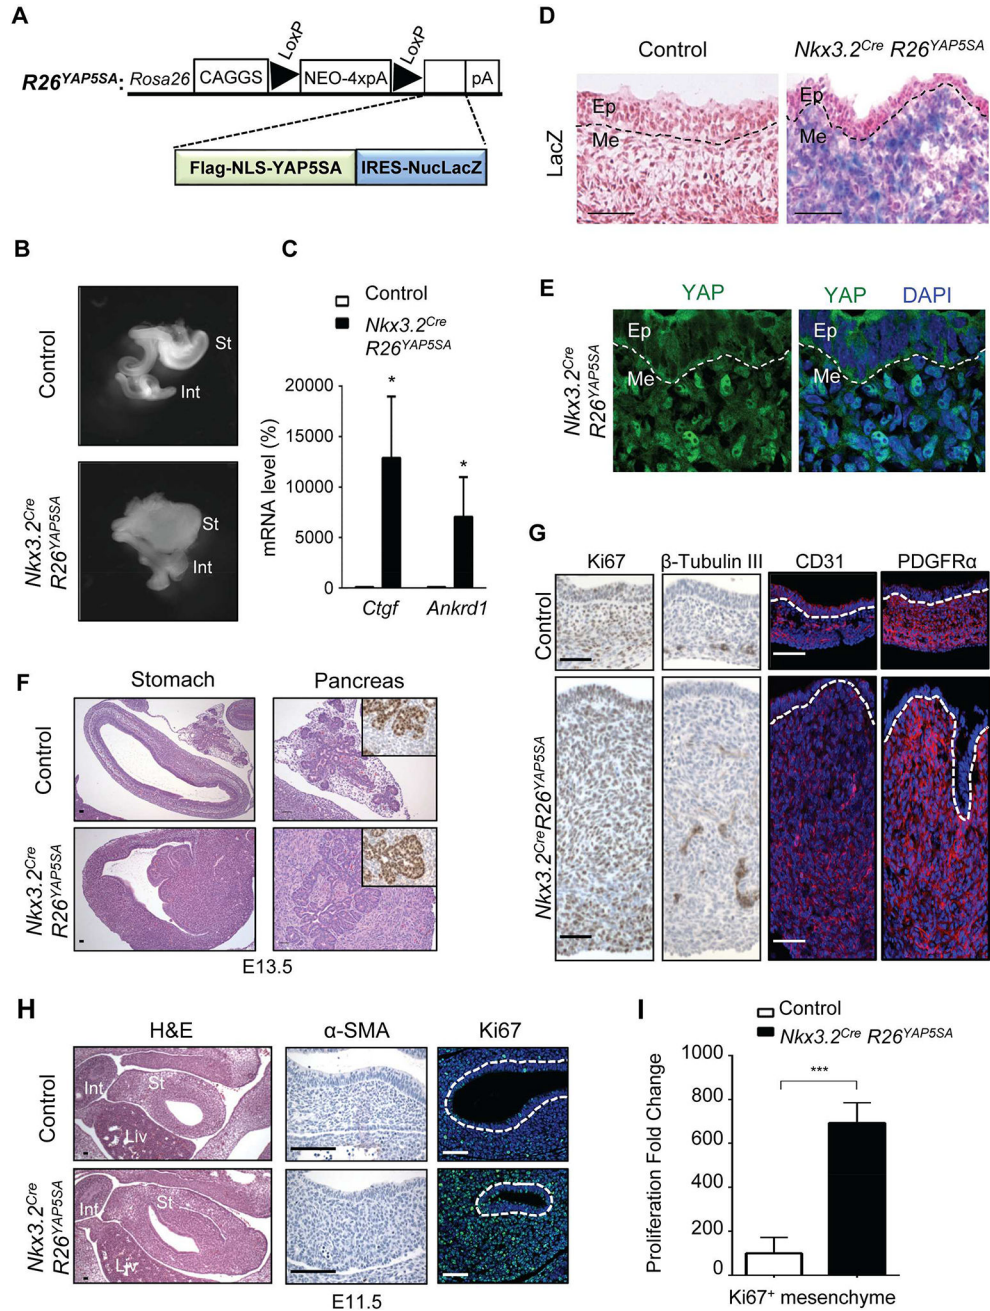 A
R26YAP5SA: Rosa26 CAGGS LoxP NEO-4xpA LoxP pA
Flag-NLS-YAP5SA IRES-NucLacZ
B
Control
St
Int
Nkx3.2Cre
R26YAP5SA
St
Int
C
Control
Nkx3.2Cre
R26YAP5SA
mRNA level (%)
20000
15000
10000
5000
0
*
*
Ctgf Ankrd1
D
Control Nkx3.2Cre R26YAP5SA
LacZ
Ep
Me
Ep
Me
E
YAP YAP DAPI
Nkx3.2Cre
R26YAP5SA
Ep
Me
Ep
Me
F
Stomach Pancreas
Control
Nkx3.2Cre
R26YAP5SA
E13.5
G
Ki67 β-Tubulin III CD31 PDGFRα
Control
Nkx3.2Cre R26YAP5SA
H
H&E α-SMA Ki67
Control
Int
St
Liv
Nkx3.2Cre
R26YAP5SA
Int
St
Liv
E11.5
I
Control
Nkx3.2Cre R26YAP5SA
Proliferation Fold Change
1000
800
600
400
200
0
***
Ki67+ mesenchyme